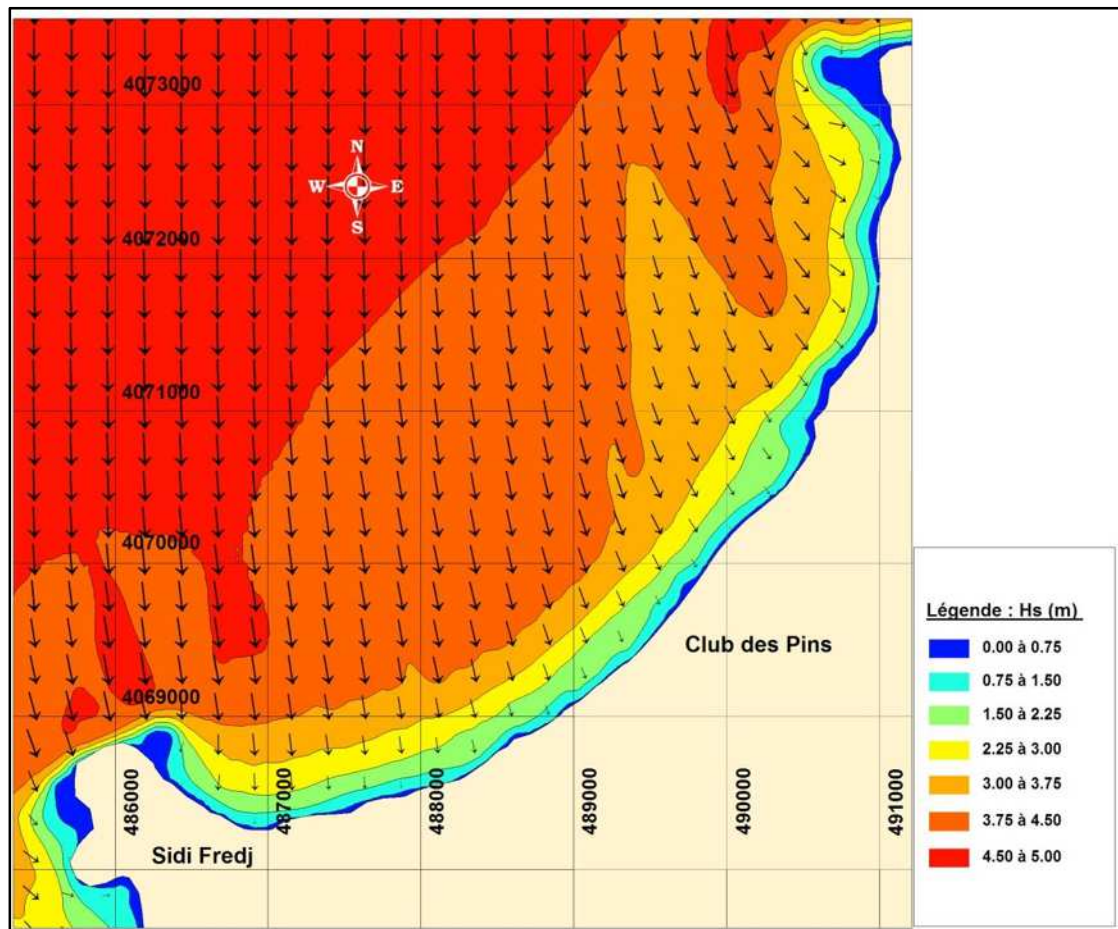 4073000
N
W E
S
4072000
4071000
4070000
4069000
486000
487000
488000
489000
490000
491000
Club des Pins
Sidi Fredj
Légende : Hs (m)
0.00 à 0.75
0.75 à 1.50
1.50 à 2.25
2.25 à 3.00
3.00 à 3.75
3.75 à 4.50
4.50 à 5.00